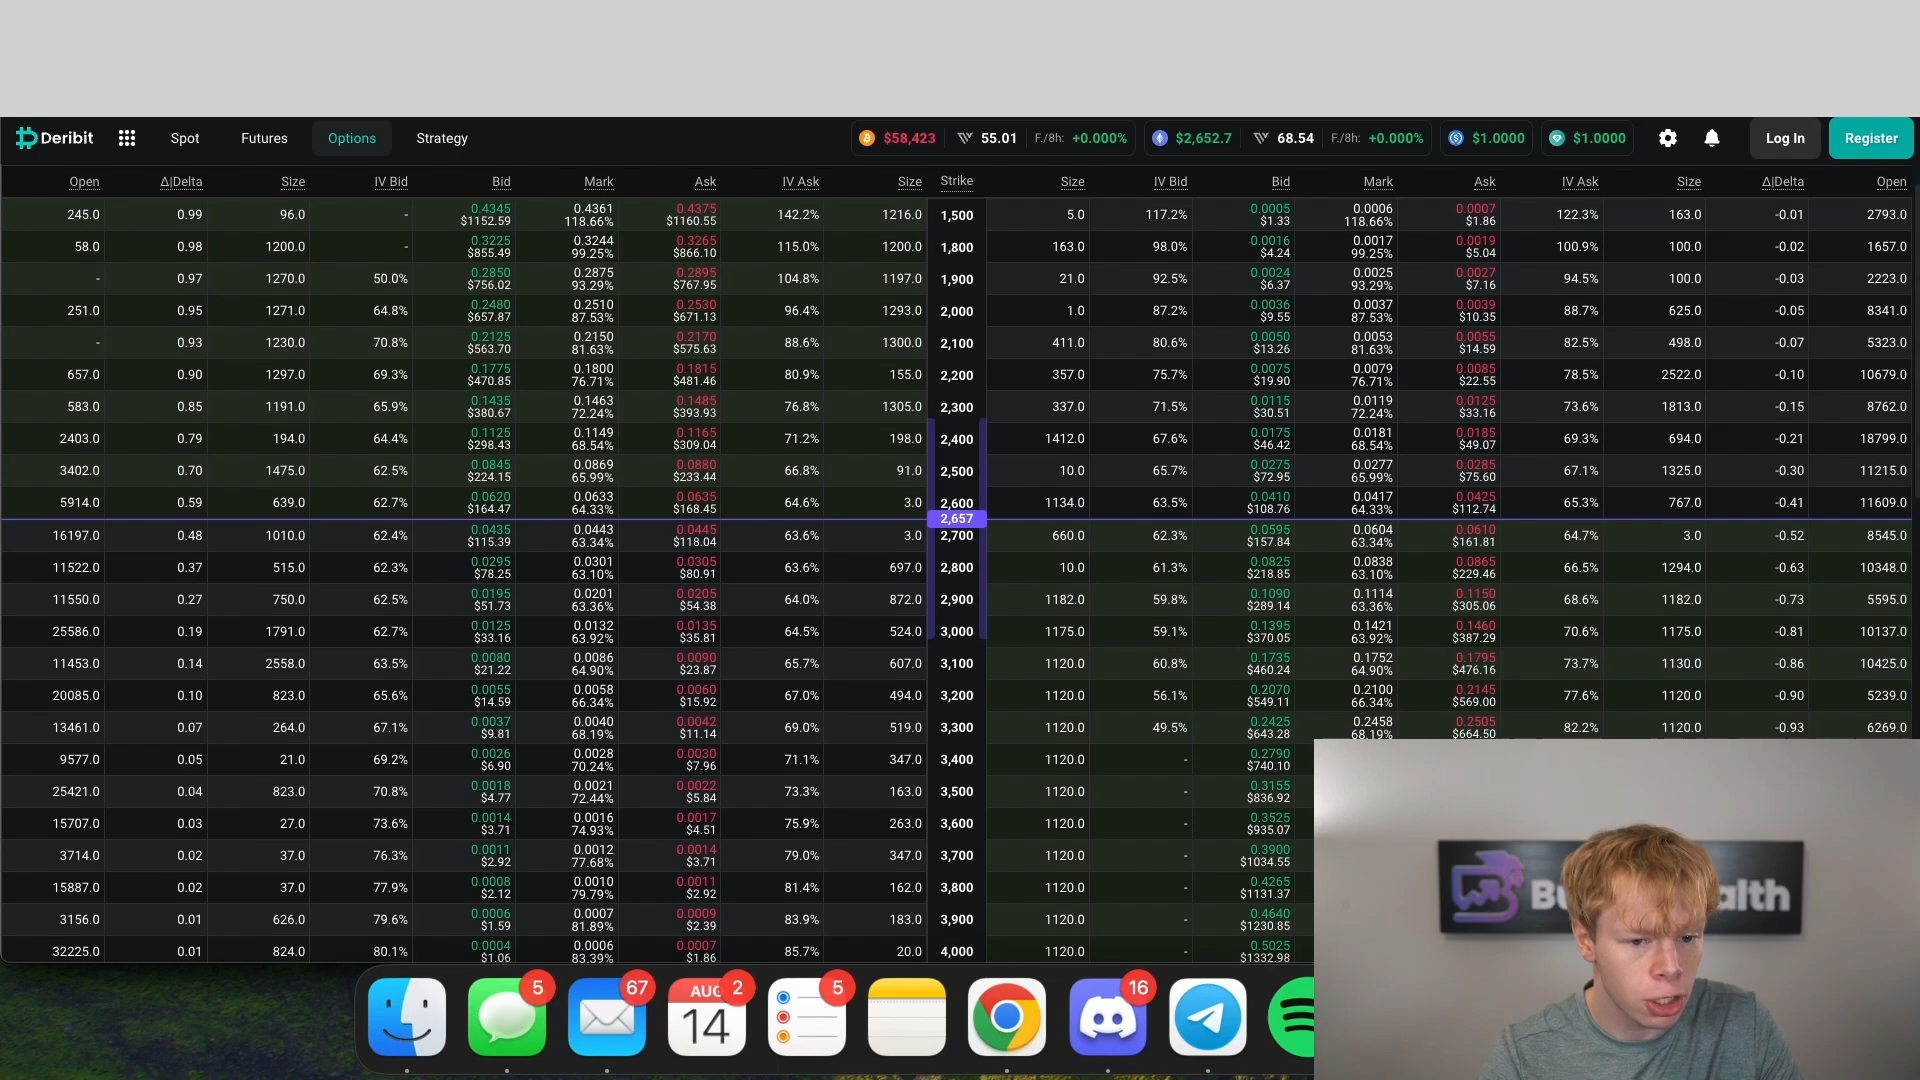 Deribit Spot Futures Options Strategy $58,423 55.01 F./8h: +0.000% $2,652.7 68.54 F./8h: +0.000% $1.0000 $1.0000 Log In Register
Open Δ|Delta Size IV Bid Bid Mark Ask IV Ask Size Strike Size IV Bid Bid Mark Ask IV Ask Size Δ|Delta Open
245.0 0.99 96.0 - 0.4345 $1152.59 0.4361 118.66% 0.4375 $1160.55 142.2% 1216.0 1,500 5.0 117.2% 0.0005 $1.33 0.0006 118.66% 0.0007 $1.86 122.3% 163.0 -0.01 2793.0
58.0 0.98 1200.0 - 0.3225 $855.49 0.3244 99.25% 0.3265 $866.10 115.0% 1200.0 1,800 163.0 98.0% 0.0016 $4.24 0.0017 99.25% 0.0019 $5.04 100.9% 100.0 -0.02 1657.0
- 0.97 1270.0 50.0% 0.2850 $756.02 0.2875 93.29% 0.2895 $767.95 104.8% 1197.0 1,900 21.0 92.5% 0.0024 $6.37 0.0025 93.29% 0.0027 $7.16 94.5% 100.0 -0.03 2223.0
251.0 0.95 1271.0 64.8% 0.2480 $657.87 0.2510 87.53% 0.2530 $671.13 96.4% 1293.0 2,000 1.0 87.2% 0.0036 $9.55 0.0037 87.53% 0.0039 $10.35 88.7% 625.0 -0.05 8341.0
- 0.93 1230.0 70.8% 0.2125 $563.70 0.2150 81.63% 0.2170 $575.63 88.6% 1300.0 2,100 411.0 80.6% 0.0050 $13.26 0.0053 81.63% 0.0055 $14.59 82.5% 498.0 -0.07 5323.0
657.0 0.90 1297.0 69.3% 0.1775 $470.85 0.1800 76.71% 0.1815 $481.46 80.9% 155.0 2,200 357.0 75.7% 0.0075 $19.90 0.0079 76.71% 0.0085 $22.55 78.5% 2522.0 -0.10 10679.0
583.0 0.85 1191.0 65.9% 0.1435 $380.67 0.1463 72.24% 0.1485 $393.93 76.8% 1305.0 2,300 337.0 71.5% 0.0115 $30.51 0.0119 72.24% 0.0125 $33.16 73.6% 1813.0 -0.15 8762.0
2403.0 0.79 194.0 64.4% 0.1125 $298.43 0.1149 68.54% 0.1165 $309.04 71.2% 198.0 2,400 1412.0 67.6% 0.0175 $46.42 0.0181 68.54% 0.0185 $49.07 69.3% 694.0 -0.21 18799.0
3402.0 0.70 1475.0 62.5% 0.0845 $224.15 0.0869 65.99% 0.0880 $233.44 66.8% 91.0 2,500 10.0 65.7% 0.0275 $72.95 0.0277 65.99% 0.0285 $75.60 67.1% 1325.0 -0.30 11215.0
5914.0 0.59 639.0 62.7% 0.0620 $164.47 0.0633 64.33% 0.0635 $168.45 64.6% 3.0 2,600 1134.0 63.5% 0.0410 $108.76 0.0417 64.33% 0.0425 $112.74 65.3% 767.0 -0.41 11609.0
2,657
16197.0 0.48 1010.0 62.4% 0.0435 $115.39 0.0443 63.34% 0.0445 $118.04 63.6% 3.0 2,700 660.0 62.3% 0.0595 $157.84 0.0604 63.34% 0.0610 $161.81 64.7% 3.0 -0.52 8545.0
11522.0 0.37 515.0 62.3% 0.0295 $78.25 0.0301 63.10% 0.0305 $80.91 63.6% 697.0 2,800 10.0 61.3% 0.0825 $218.85 0.0838 63.10% 0.0865 $229.46 66.5% 1294.0 -0.63 10348.0
11550.0 0.27 750.0 62.5% 0.0195 $51.73 0.0201 63.36% 0.0205 $54.38 64.0% 872.0 2,900 1182.0 59.8% 0.1090 $289.14 0.1114 63.36% 0.1150 $305.06 68.6% 1182.0 -0.73 5595.0
25586.0 0.19 1791.0 62.7% 0.0125 $33.16 0.0132 63.92% 0.0135 $35.81 64.5% 524.0 3,000 1175.0 59.1% 0.1395 $370.05 0.1421 63.92% 0.1460 $387.29 70.6% 1175.0 -0.81 10137.0
11453.0 0.14 2558.0 63.5% 0.0080 $21.22 0.0086 64.90% 0.0090 $23.87 65.7% 607.0 3,100 1120.0 60.8% 0.1735 $460.24 0.1752 64.90% 0.1795 $476.16 73.7% 1130.0 -0.86 10425.0
20085.0 0.10 823.0 65.6% 0.0055 $14.59 0.0058 66.34% 0.0060 $15.92 67.0% 494.0 3,200 1120.0 56.1% 0.2070 $549.11 0.2100 66.34% 0.2145 $569.00 77.6% 1120.0 -0.90 5239.0
13461.0 0.07 264.0 67.1% 0.0037 $9.81 0.0040 68.19% 0.0042 $11.14 69.0% 519.0 3,300 1120.0 49.5% 0.2425 $643.28 0.2458 68.19% 0.2505 $664.50 82.2% 1120.0 -0.93 6269.0
9577.0 0.05 21.0 69.2% 0.0026 $6.90 0.0028 70.24% 0.0030 $7.96 71.1% 347.0 3,400 1120.0 - 0.2790 $740.10
25421.0 0.04 823.0 70.8% 0.0018 $4.77 0.0021 72.44% 0.0022 $5.84 73.3% 163.0 3,500 1120.0 - 0.3155 $836.92
15707.0 0.03 27.0 73.6% 0.0014 $3.71 0.0016 74.93% 0.0017 $4.51 75.9% 263.0 3,600 1120.0 - 0.3525 $935.07
3714.0 0.02 37.0 76.3% 0.0011 $2.92 0.0012 77.68% 0.0014 $3.71 79.0% 347.0 3,700 1120.0 - 0.3900 $1034.55
15887.0 0.02 37.0 77.9% 0.0008 $2.12 0.0010 79.79% 0.0011 $2.92 81.4% 162.0 3,800 1120.0 - 0.4265 $1131.37
3156.0 0.01 626.0 79.6% 0.0006 $1.59 0.0007 81.89% 0.0009 $2.39 83.9% 183.0 3,900 1120.0 - 0.4640 $1230.85
32225.0 0.01 824.0 80.1% 0.0004 $1.06 0.0006 83.39% 0.0007 $1.86 85.7% 20.0 4,000 1120.0 - 0.5025 $1332.98
5 67 AUG 2 14 5 16